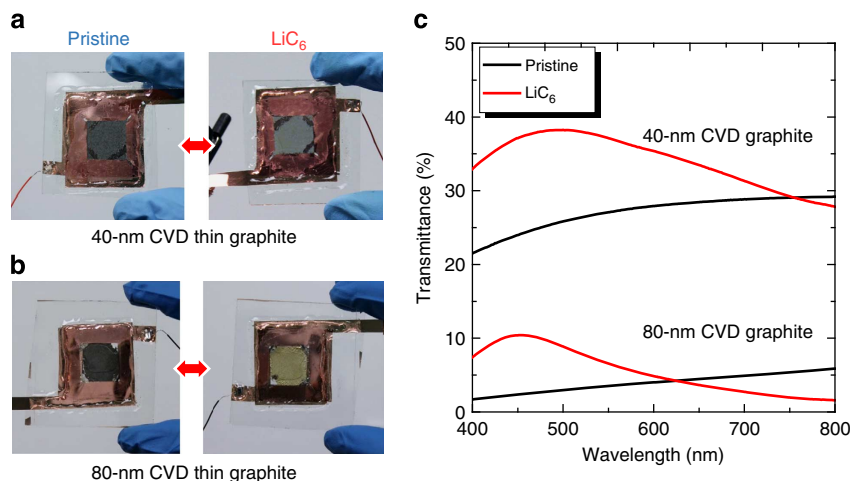 a
Pristine
LiC₆
40-nm CVD thin graphite
b
80-nm CVD thin graphite
c
50
40
30
20
10
0
Transmittance (%)
Pristine
LiC₆
40-nm CVD graphite
80-nm CVD graphite
400 500 600 700 800
Wavelength (nm)